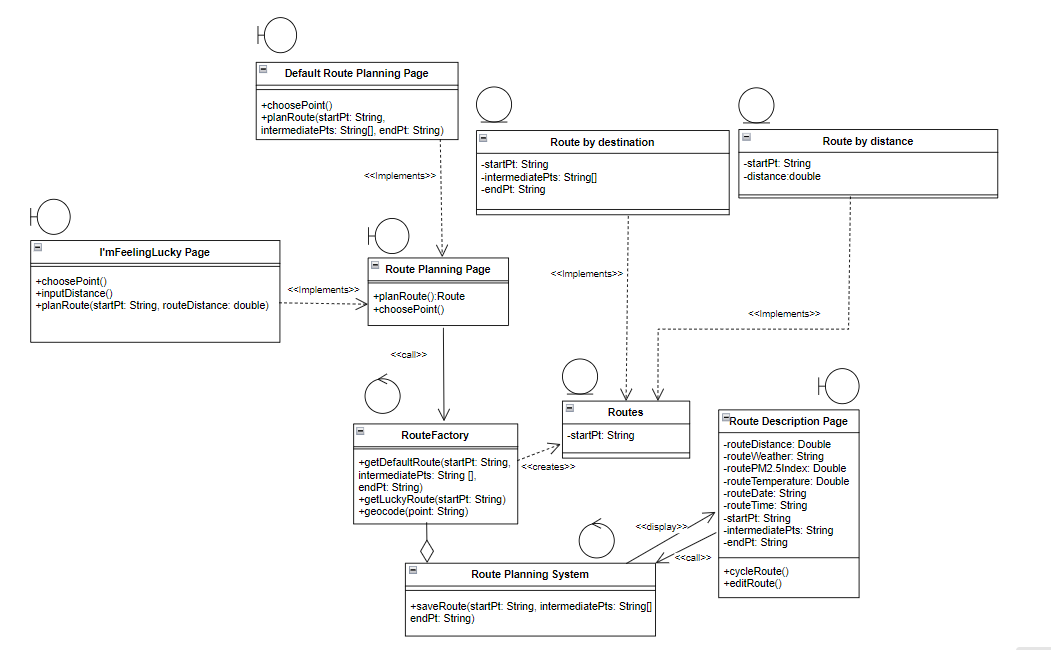 Default Route Planning Page
+choosePoint()
+planRoute(startPt: String,
intermediatePts: String[], endPt: String)
Route by destination
-startPt: String
-intermediatePts: String[]
-endPt: String
Route by distance
-startPt: String
-distance:double
<<Implements>>
I'mFeelingLucky Page
+choosePoint()
+inputDistance()
+planRoute(startPt: String, routeDistance: double)
<<Implements>>
Route Planning Page
+planRoute():Route
+choosePoint()
<<Implements>>
<<Implements>>
<<call>>
RouteFactory
+getDefaultRoute(startPt: String,
intermediatePts: String [],
endPt: String)
+getLuckyRoute(startPt: String)
+geocode(point: String)
<<creates>>
Routes
-startPt: String
Route Description Page
-routeDistance: Double
-routeWeather: String
-routePM2.5Index: Double
-routeTemperature: Double
-routeDate: String
-routeTime: String
-startPt: String
-intermediatePts: String
-endPt: String
+cycleRoute()
+editRoute()
<<display>>
<<call>>
Route Planning System
+saveRoute(startPt: String, intermediatePts: String[]
endPt: String)